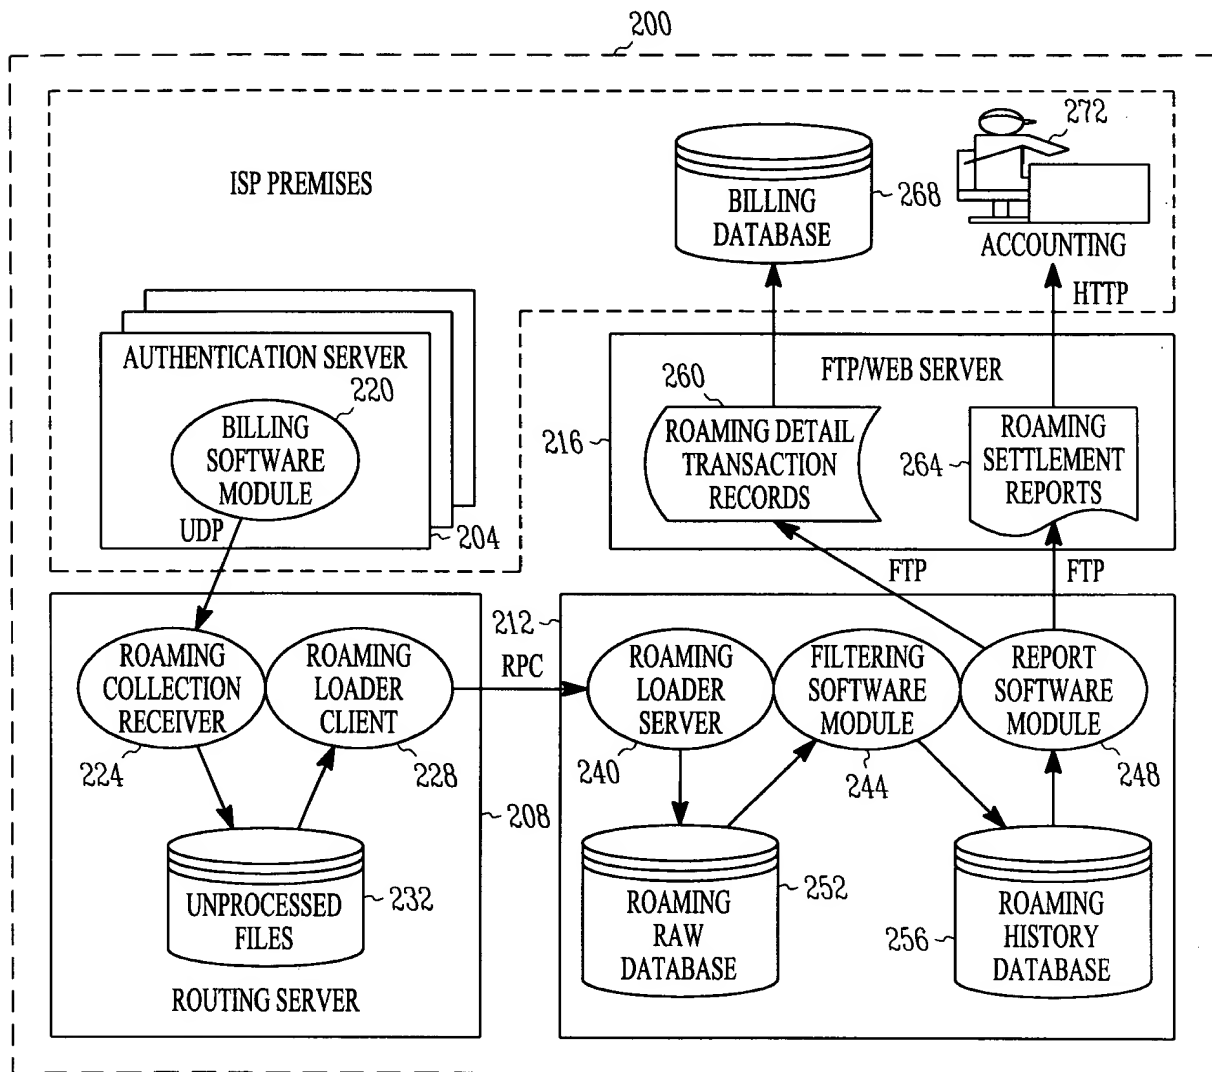 200
272
ISP PREMISES
BILLING
DATABASE
268
ACCOUNTING
HTTP
AUTHENTICATION SERVER
220
BILLING
SOFTWARE
MODULE
UDP
204
FTP/WEB SERVER
260
216
ROAMING DETAIL
TRANSACTION
RECORDS
264
ROAMING
SETTLEMENT
REPORTS
FTP
FTP
ROAMING
COLLECTION
RECEIVER
224
ROAMING
LOADER
CLIENT
228
RPC
208
UNPROCESSED
FILES
232
ROUTING SERVER
212
ROAMING
LOADER
SERVER
240
FILTERING
SOFTWARE
MODULE
244
REPORT
SOFTWARE
MODULE
248
ROAMING
RAW
DATABASE
252
256
ROAMING
HISTORY
DATABASE